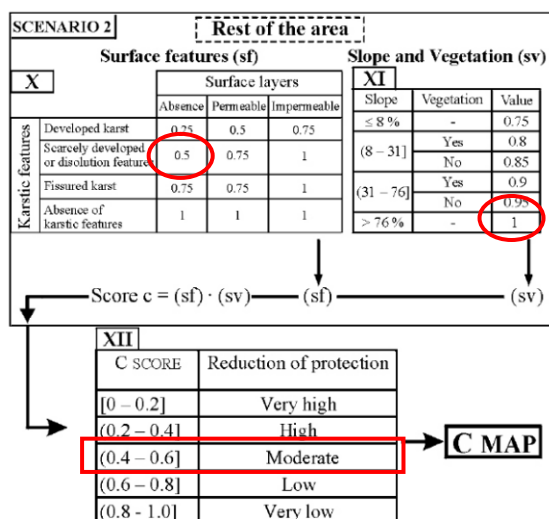 SCENARIO 2
Rest of the area
Surface features (sf)
Slope and Vegetation (sv)
X
Surface layers
Absence Permeable Impermeable
Karstic features
Developed karst 0.25 0.5 0.75
Scarcely developed
or disolution features 0.5 0.75 1
Fissured karst 0.75 0.75 1
Absence of
karstic features 1 1 1
XI
Slope Vegetation Value
≤ 8 % - 0.75
(8 – 31] Yes 0.8
No 0.85
(31 – 76] Yes 0.9
No 0.95
> 76 % - 1
Score c = (sf) · (sv) (sf) (sv)
XII
C SCORE Reduction of protection
[0 – 0.2] Very high
(0.2 – 0.4] High
(0.4 – 0.6] Moderate
(0.6 – 0.8] Low
(0.8 - 1.0] Very low
C MAP